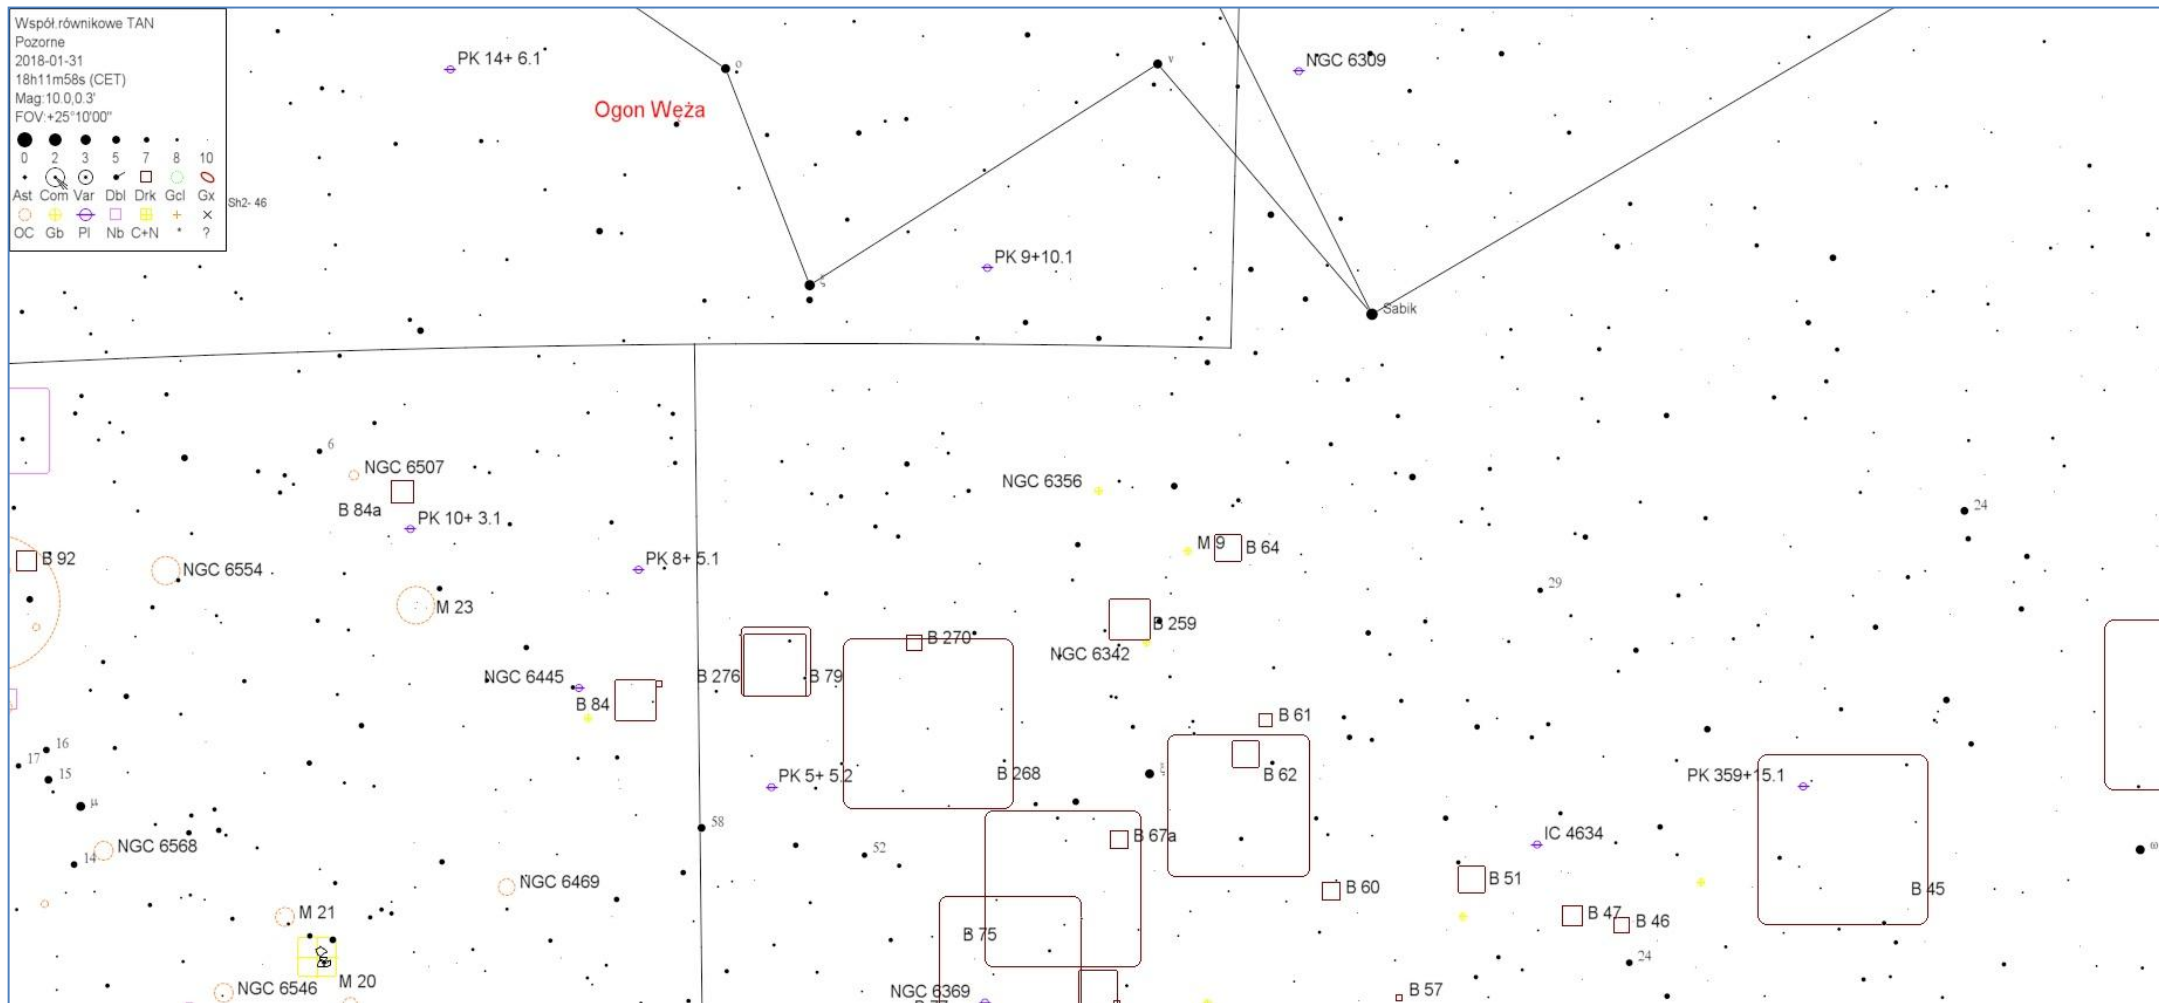 Współ.równikowe TAN
Pozorne
2018-01-31
18h11m58s (CET)
Mag:10.0,0.3'
FOV:+25°10'00"
0 2 3 5 7 8 10
Ast Com Var Dbl Drk Gcl Gx
OC Gb Pl Nb C+N * ?
Sh2- 46
PK 14+ 6.1
ο
ν
NGC 6309
Ogon Węża
PK 9+10.1
ξ
Sabik
6
NGC 6507
B 84a
PK 10+ 3.1
NGC 6356
24
B 92
NGC 6554
PK 8+ 5.1
M 9
B 64
29
M 23
B 259
B 270
NGC 6342
NGC 6445
B 276
B 79
B 84
B 61
16
17
15
PK 5+ 5.2
B 268
B 62
PK 359+15.1
μ
58
B 67a
IC 4634
NGC 6568
14
52
ω
NGC 6469
B 60
B 51
B 45
M 21
B 47
B 46
B 75
24
M 20
NGC 6546
NGC 6369
B 57